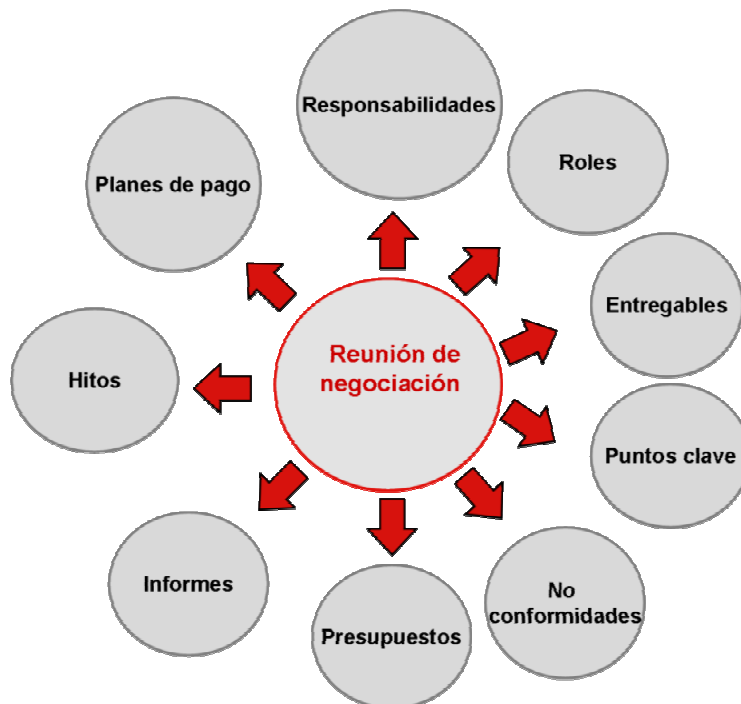 Responsabilidades
Roles
Planes de pago
Entregables
Reunión de
negociación
Hitos
Puntos clave
Informes
No
conformidades
Presupuestos